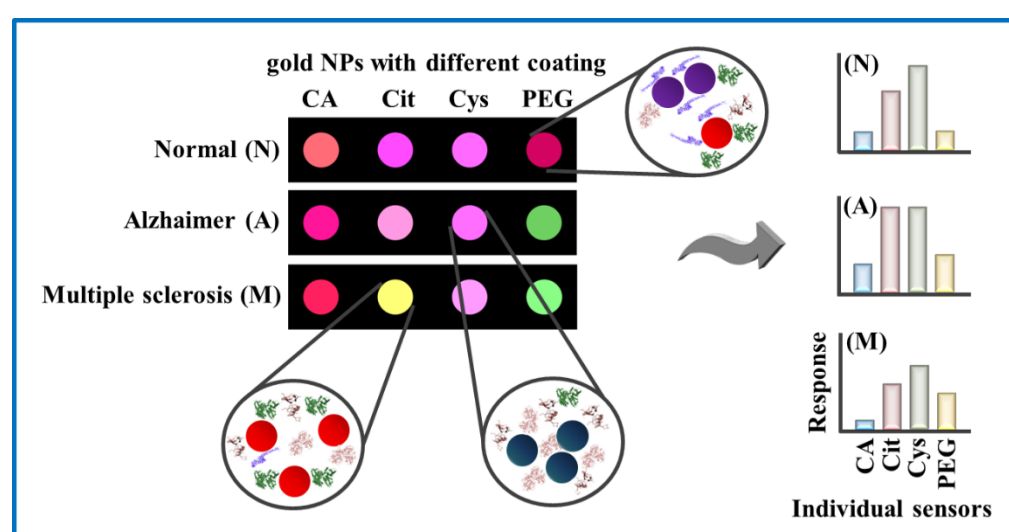 gold NPs with different coating
CA Cit Cys PEG
Normal (N)
Alzhaimer (A)
Multiple sclerosis (M)
(N)
(A)
(M)
Response
CA Cit Cys PEG
Individual sensors